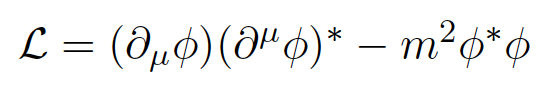 ℒ = (∂_μ ϕ)(∂^μ ϕ)* − m²ϕ*ϕ